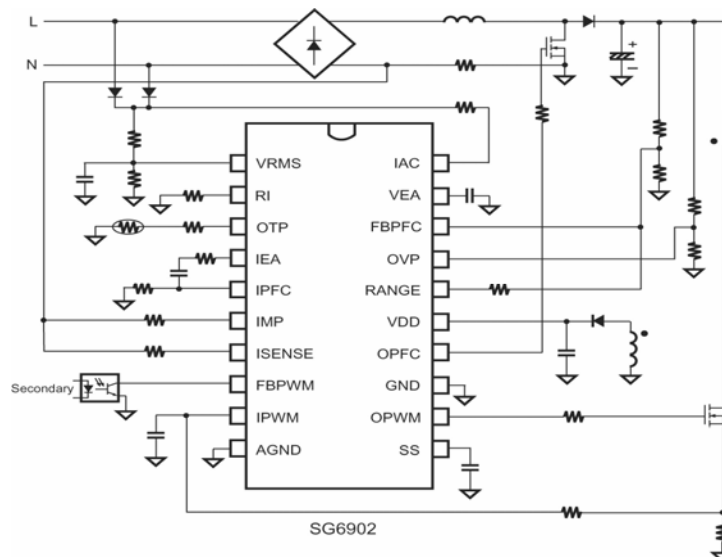 L
N
+
−
VRMS
IAC
RI
VEA
OTP
FBPFC
IEA
OVP
IPFC
RANGE
IMP
VDD
ISENSE
OPFC
Secondary
FBPWM
GND
IPWM
OPWM
AGND
SS
SG6902